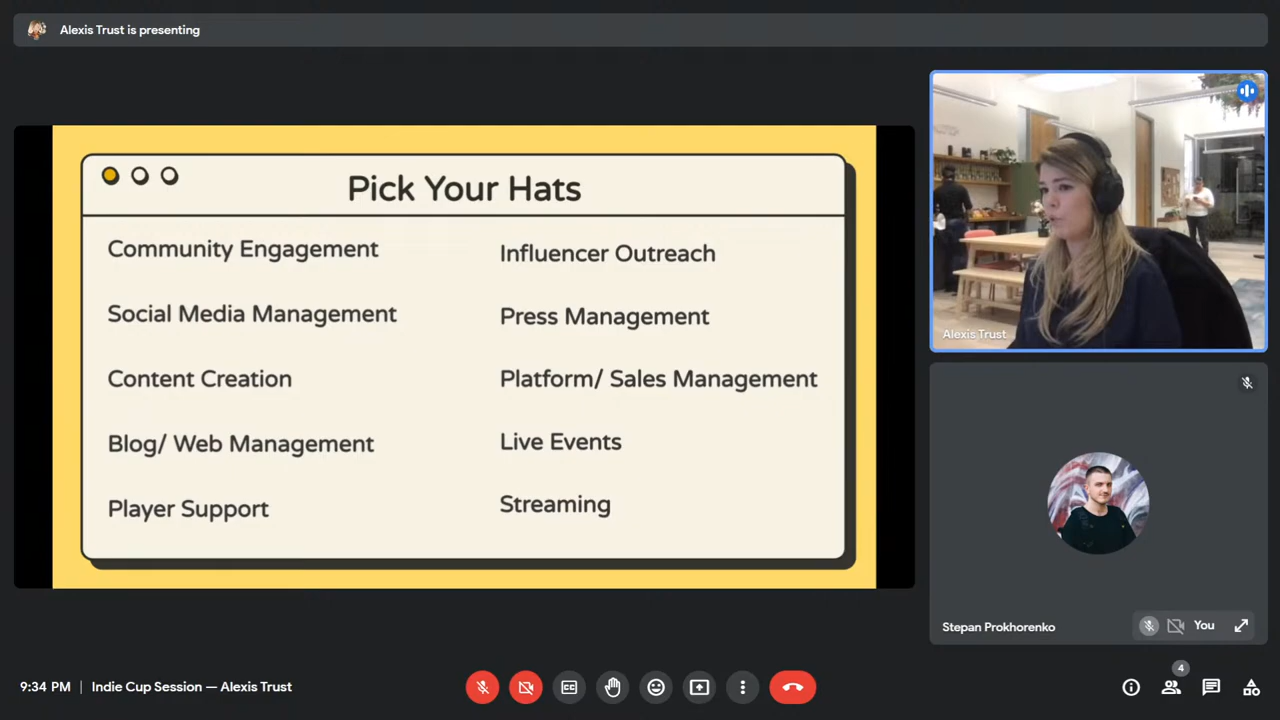 Alexis Trust is presenting
Pick Your Hats
Community Engagement
Social Media Management
Content Creation
Blog/ Web Management
Player Support
Influencer Outreach
Press Management
Platform/ Sales Management
Live Events
Streaming
Alexis Trust
Stepan Prokhorenko
You
9:34 PM | Indie Cup Session — Alexis Trust
CC
4